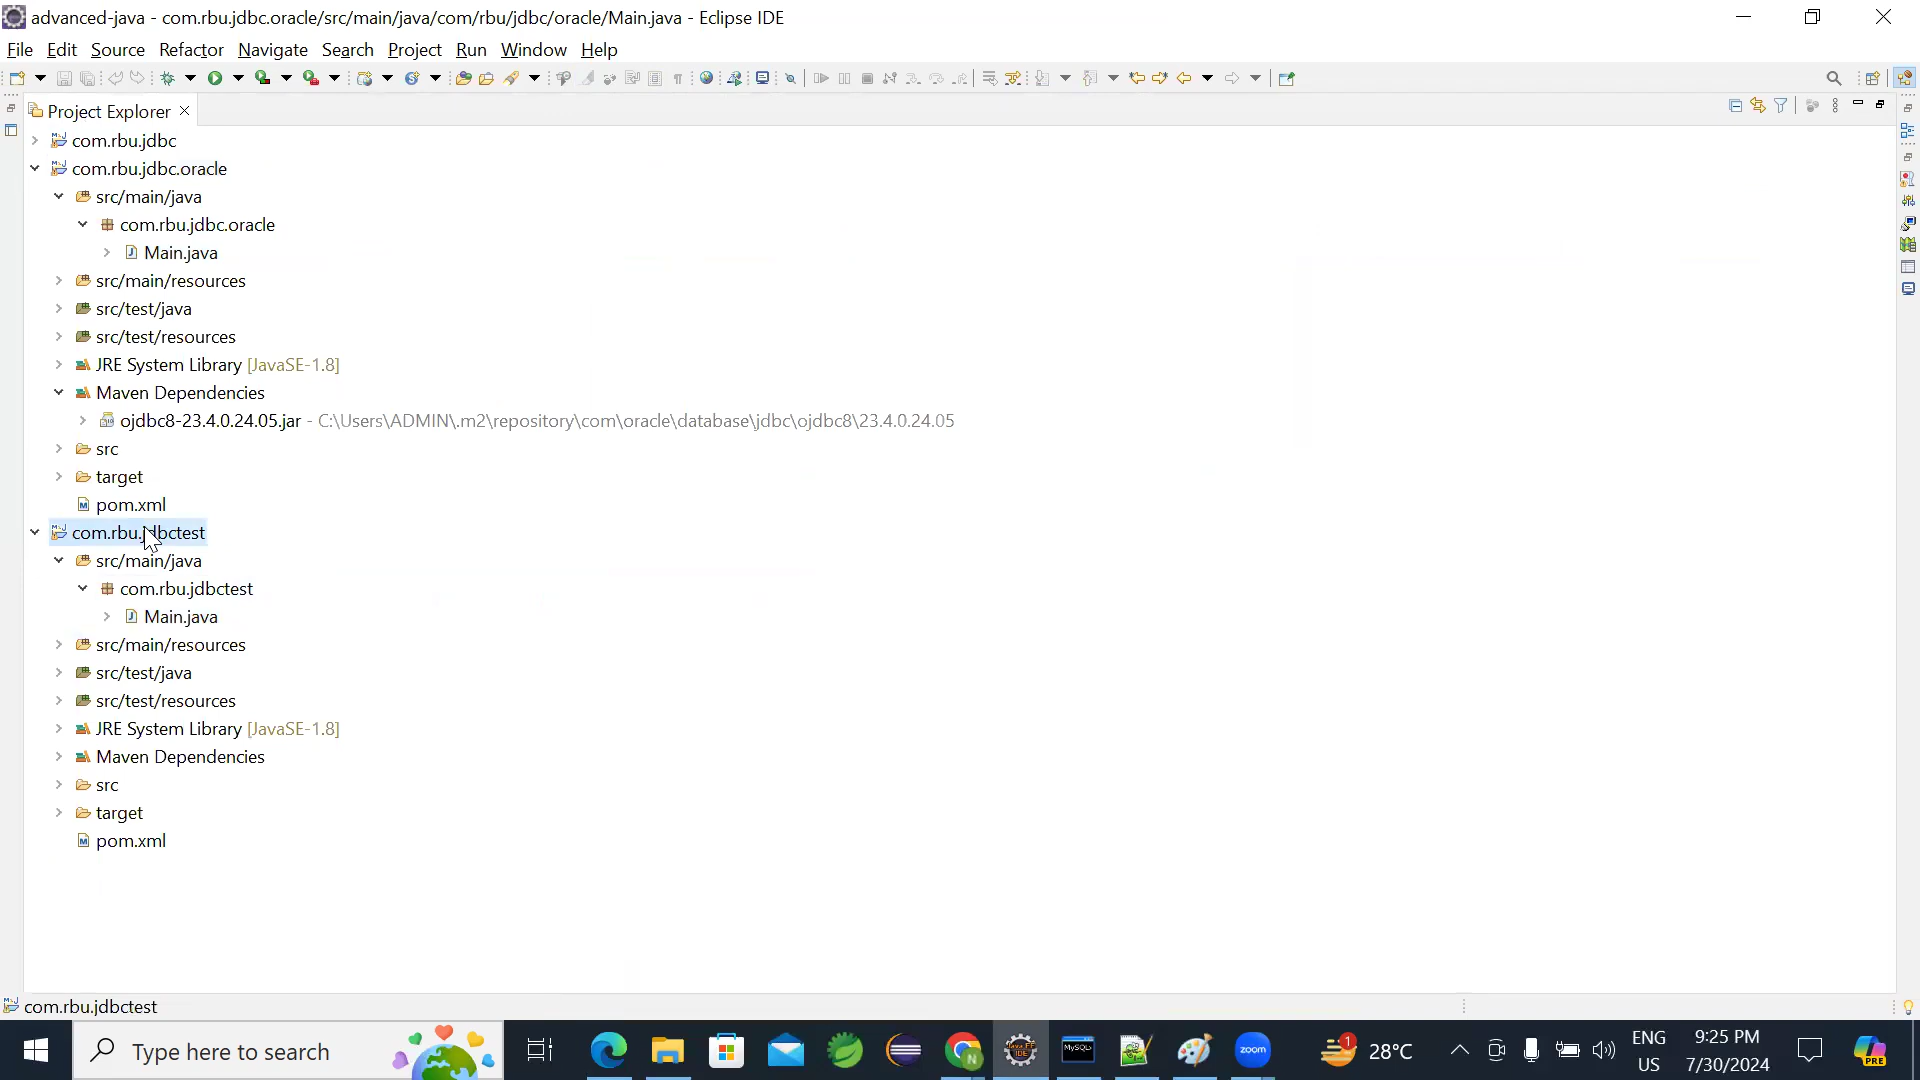 advanced-java - com.rbu.jdbc.oracle/src/main/java/com/rbu/jdbc/oracle/Main.java - Eclipse IDE
File Edit Source Refactor Navigate Search Project Run Window Help
Project Explorer
com.rbu.jdbc
com.rbu.jdbc.oracle
src/main/java
com.rbu.jdbc.oracle
Main.java
src/main/resources
src/test/java
src/test/resources
JRE System Library [JavaSE-1.8]
Maven Dependencies
ojdbc8-23.4.0.24.05.jar - C:\Users\ADMIN\.m2\repository\com\oracle\database\jdbc\ojdbc8\23.4.0.24.05
src
target
pom.xml
com.rbu.jdbctest
src/main/java
com.rbu.jdbctest
Main.java
src/main/resources
src/test/java
src/test/resources
JRE System Library [JavaSE-1.8]
Maven Dependencies
src
target
pom.xml
com.rbu.jdbctest
Type here to search
MySQL
zoom
1
28°C
ENG
US
9:25 PM
7/30/2024
PRE